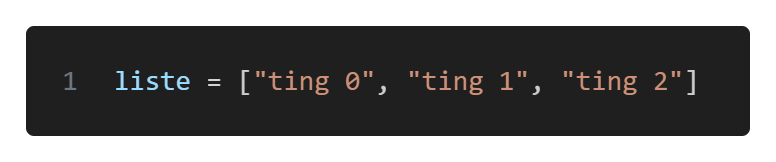 1 liste = ["ting 0", "ting 1", "ting 2"]